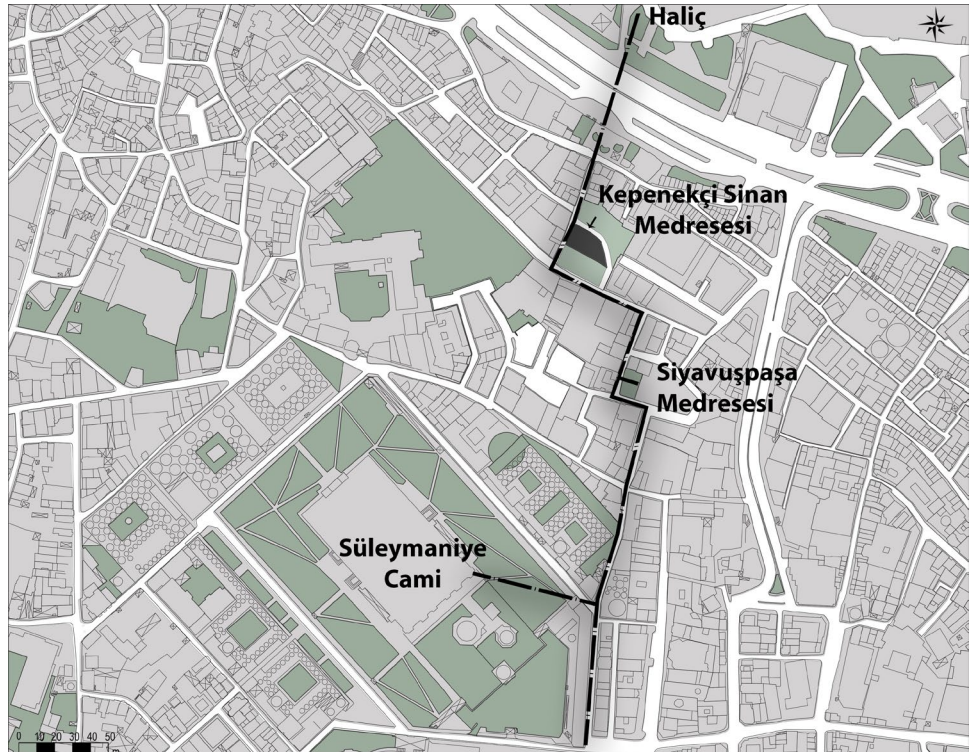 Haliç
Kepenekçi Sinan
Medresesi
Siyavuşpaşa
Medresesi
Süleymaniye
Cami
0 10 20 30 40 50
m